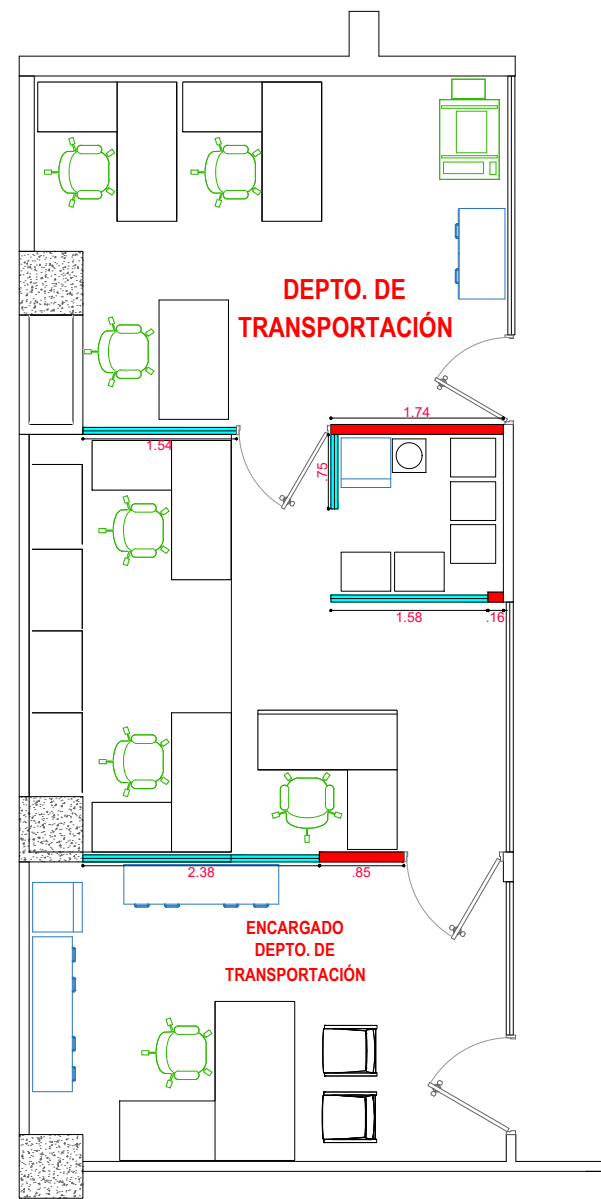 DEPTO. DE
TRANSPORTACIÓN
1.74
1.54
.75
1.58
.16
2.38
.85
ENCARGADO
DEPTO. DE
TRANSPORTACIÓN